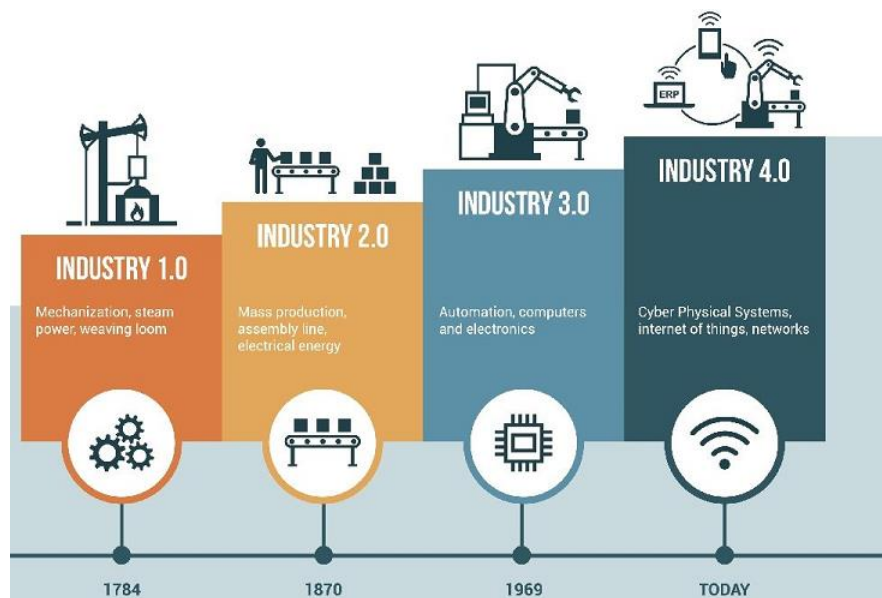 ERP
INDUSTRY 1.0
Mechanization, steam
power, weaving loom
INDUSTRY 2.0
Mass production,
assembly line,
electrical energy
INDUSTRY 3.0
Automation, computers
and electronics
INDUSTRY 4.0
Cyber Physical Systems,
internet of things, networks
1784
1870
1969
TODAY